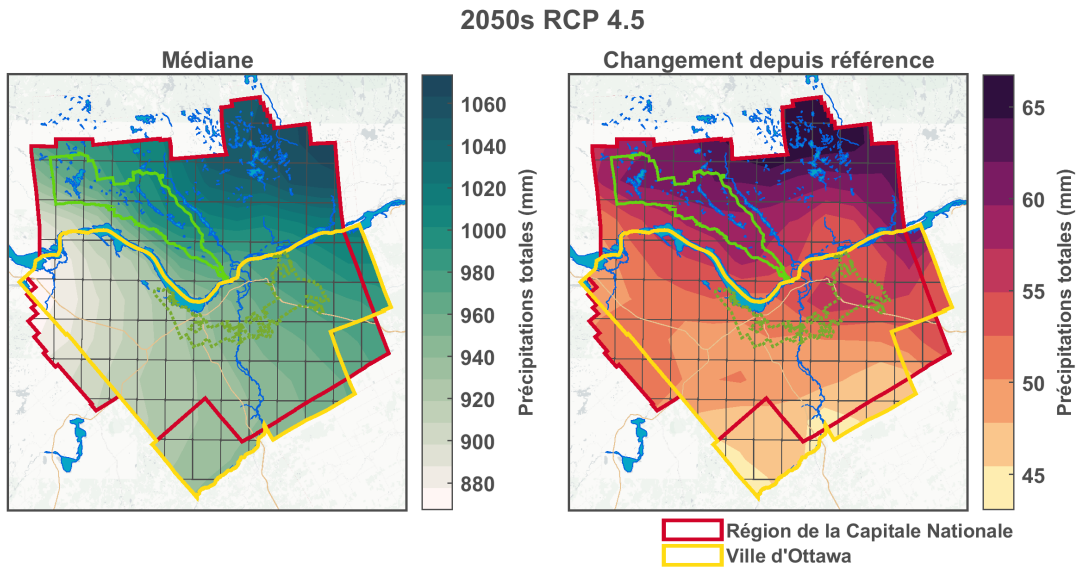 2050s RCP 4.5
Médiane
Changement depuis référence
1060
1040
1020
1000
980
960
940
920
900
880
Précipitations totales (mm)
65
60
55
50
45
Précipitations totales (mm)
Région de la Capitale Nationale
Ville d'Ottawa